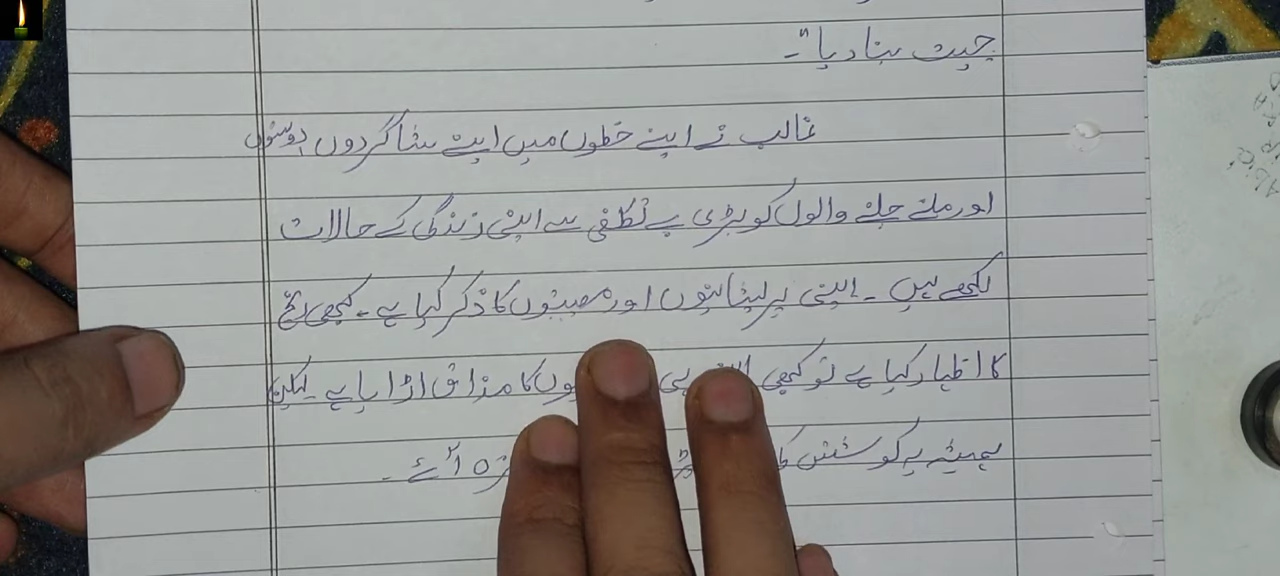 چیت بنا دیا"۔
غالب نے اپنے خطوں میں اپنے شاگردوں، دوستوں
اور ملنے جلنے والوں کو بڑی بے تکلفی سے اپنی زندگی کے حالات
لکھے ہیں۔ اپنی پریشانیوں اور مصیبتوں کا ذکر کیا ہے۔ کبھی رنج
کا اظہار کیا ہے تو کبھی ہی کا مذاق اڑایا ہے۔ لیکن
ہمیشہ یہ کوشش آئے۔